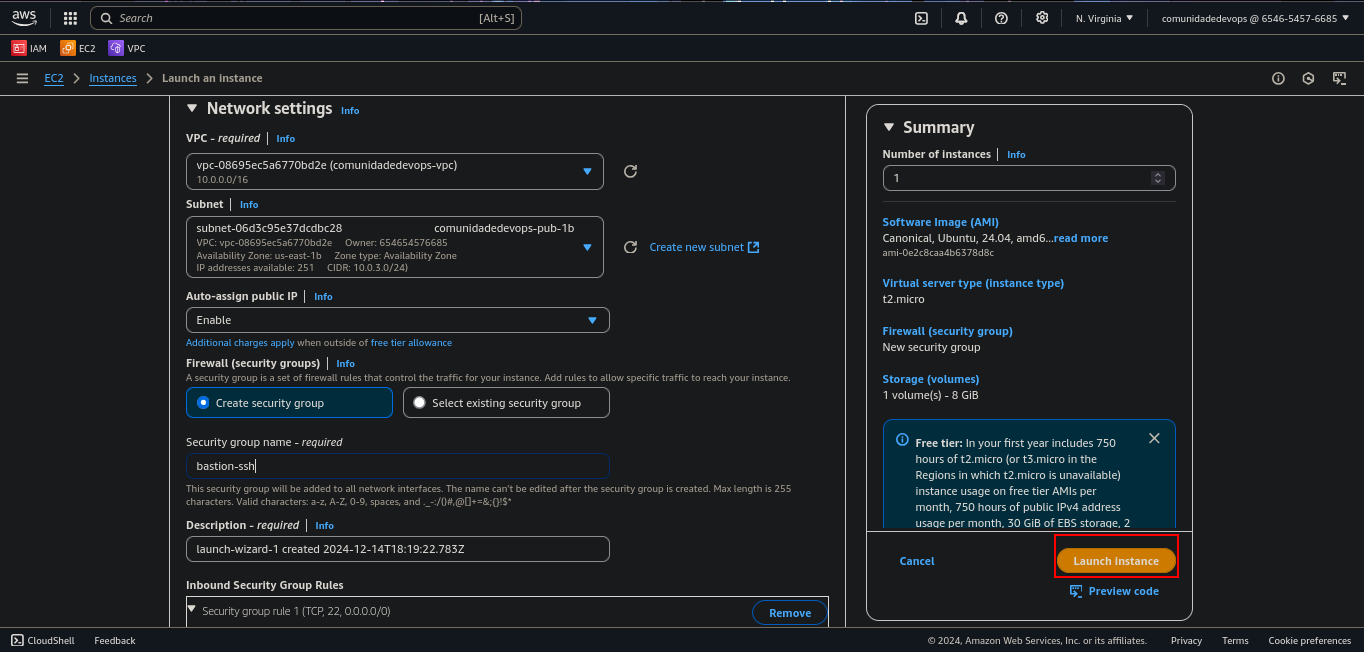 aws
Search [Alt+S]
N. Virginia
comunidadedevops @ 6546-5457-6685
IAM EC2 VPC
EC2 Instances Launch an instance
Network settings Info
VPC - required Info
vpc-08695ec5a6770bd2e (comunidadedevops-vpc)
10.0.0.0/16
Subnet Info
subnet-06d3c95e37dcdbc28 comunidadedevops-pub-1b
VPC: vpc-08695ec5a6770bd2e Owner: 654654576685
Availability Zone: us-east-1b Zone type: Availability Zone
IP addresses available: 251 CIDR: 10.0.3.0/24)
Create new subnet
Auto-assign public IP Info
Enable
Additional charges apply when outside of free tier allowance
Firewall (security groups) Info
A security group is a set of firewall rules that control the traffic for your instance. Add rules to allow specific traffic to reach your instance.
Create security group
Select existing security group
Security group name - required
bastion-ssh
This security group will be added to all network interfaces. The name can't be edited after the security group is created. Max length is 255
characters. Valid characters: a-z, A-Z, 0-9, spaces, and ._-:/()#,@[]+=&;{}!$*
Description - required Info
launch-wizard-1 created 2024-12-14T18:19:22.783Z
Inbound Security Group Rules
Security group rule 1 (TCP, 22, 0.0.0.0/0)
Remove
Summary
Number of instances Info
1
Software Image (AMI)
Canonical, Ubuntu, 24.04, amd6...read more
ami-0e2c8caa4b6378d8c
Virtual server type (instance type)
t2.micro
Firewall (security group)
New security group
Storage (volumes)
1 volume(s) - 8 GiB
Free tier: In your first year includes 750
hours of t2.micro (or t3.micro in the
Regions in which t2.micro is unavailable)
instance usage on free tier AMIs per
month, 750 hours of public IPv4 address
usage per month, 30 GiB of EBS storage, 2
Cancel
Launch instance
Preview code
CloudShell Feedback
© 2024, Amazon Web Services, Inc. or its affiliates. Privacy Terms Cookie preferences